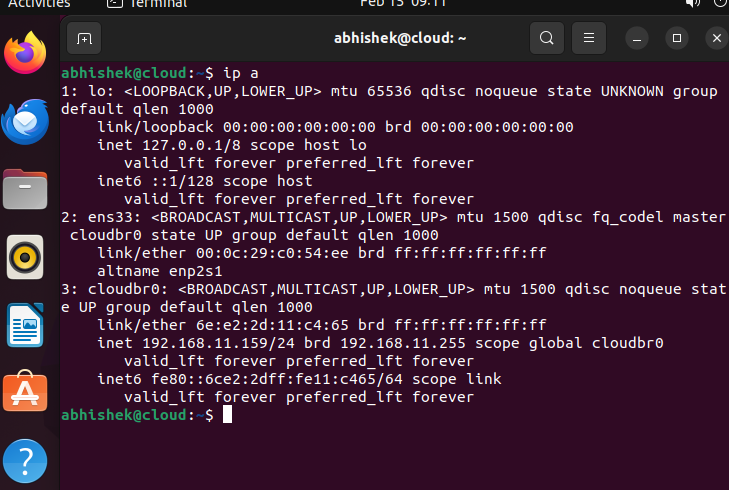 Activities Terminal Feb 15 09:11
abhishek@cloud: ~
abhishek@cloud:~$ ip a
1: lo: <LOOPBACK,UP,LOWER_UP> mtu 65536 qdisc noqueue state UNKNOWN group
default qlen 1000
    link/loopback 00:00:00:00:00:00 brd 00:00:00:00:00:00
    inet 127.0.0.1/8 scope host lo
       valid_lft forever preferred_lft forever
    inet6 ::1/128 scope host
       valid_lft forever preferred_lft forever
2: ens33: <BROADCAST,MULTICAST,UP,LOWER_UP> mtu 1500 qdisc fq_codel master
 cloudbr0 state UP group default qlen 1000
    link/ether 00:0c:29:c0:54:ee brd ff:ff:ff:ff:ff:ff
    altname enp2s1
3: cloudbr0: <BROADCAST,MULTICAST,UP,LOWER_UP> mtu 1500 qdisc noqueue stat
e UP group default qlen 1000
    link/ether 6e:e2:2d:11:c4:65 brd ff:ff:ff:ff:ff:ff
    inet 192.168.11.159/24 brd 192.168.11.255 scope global cloudbr0
       valid_lft forever preferred_lft forever
    inet6 fe80::6ce2:2dff:fe11:c465/64 scope link
       valid_lft forever preferred_lft forever
abhishek@cloud:~$